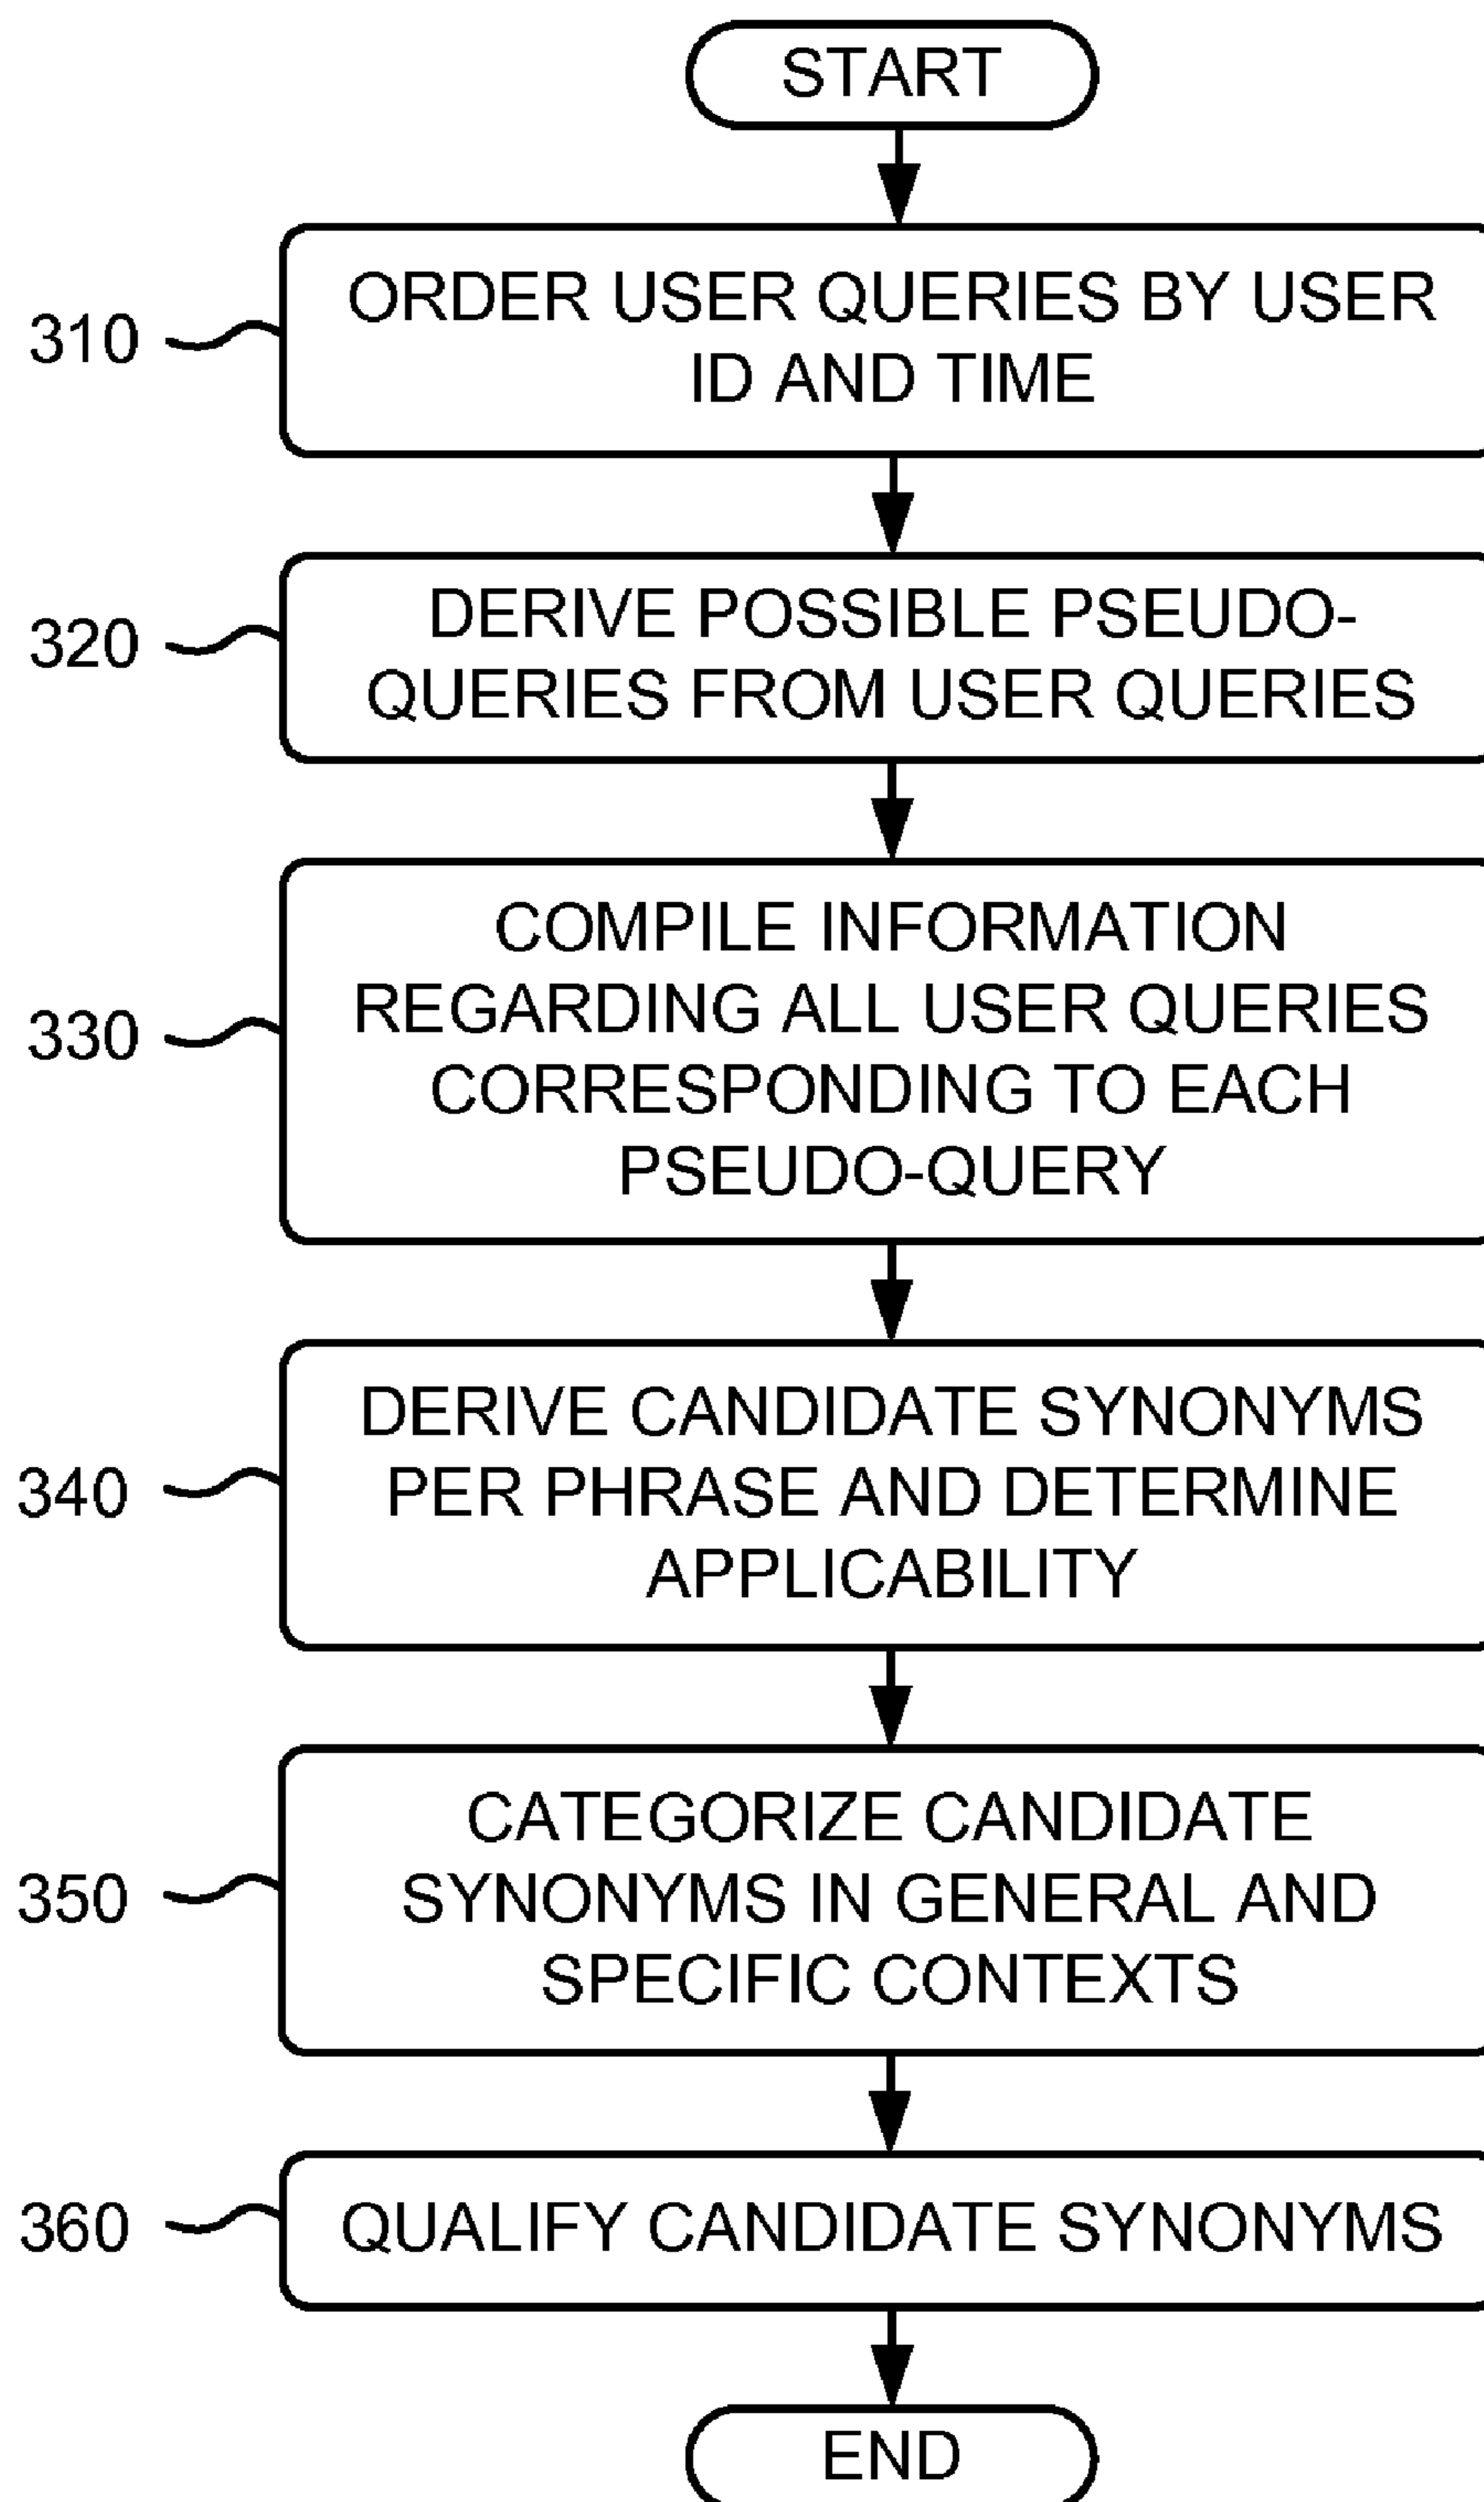 START
310
ORDER USER QUERIES BY USER
ID AND TIME
320
DERIVE POSSIBLE PSEUDO-
QUERIES FROM USER QUERIES
330
COMPILE INFORMATION
REGARDING ALL USER QUERIES
CORRESPONDING TO EACH
PSEUDO-QUERY
340
DERIVE CANDIDATE SYNONYMS
PER PHRASE AND DETERMINE
APPLICABILITY
350
CATEGORIZE CANDIDATE
SYNONYMS IN GENERAL AND
SPECIFIC CONTEXTS
360
QUALIFY CANDIDATE SYNONYMS
END